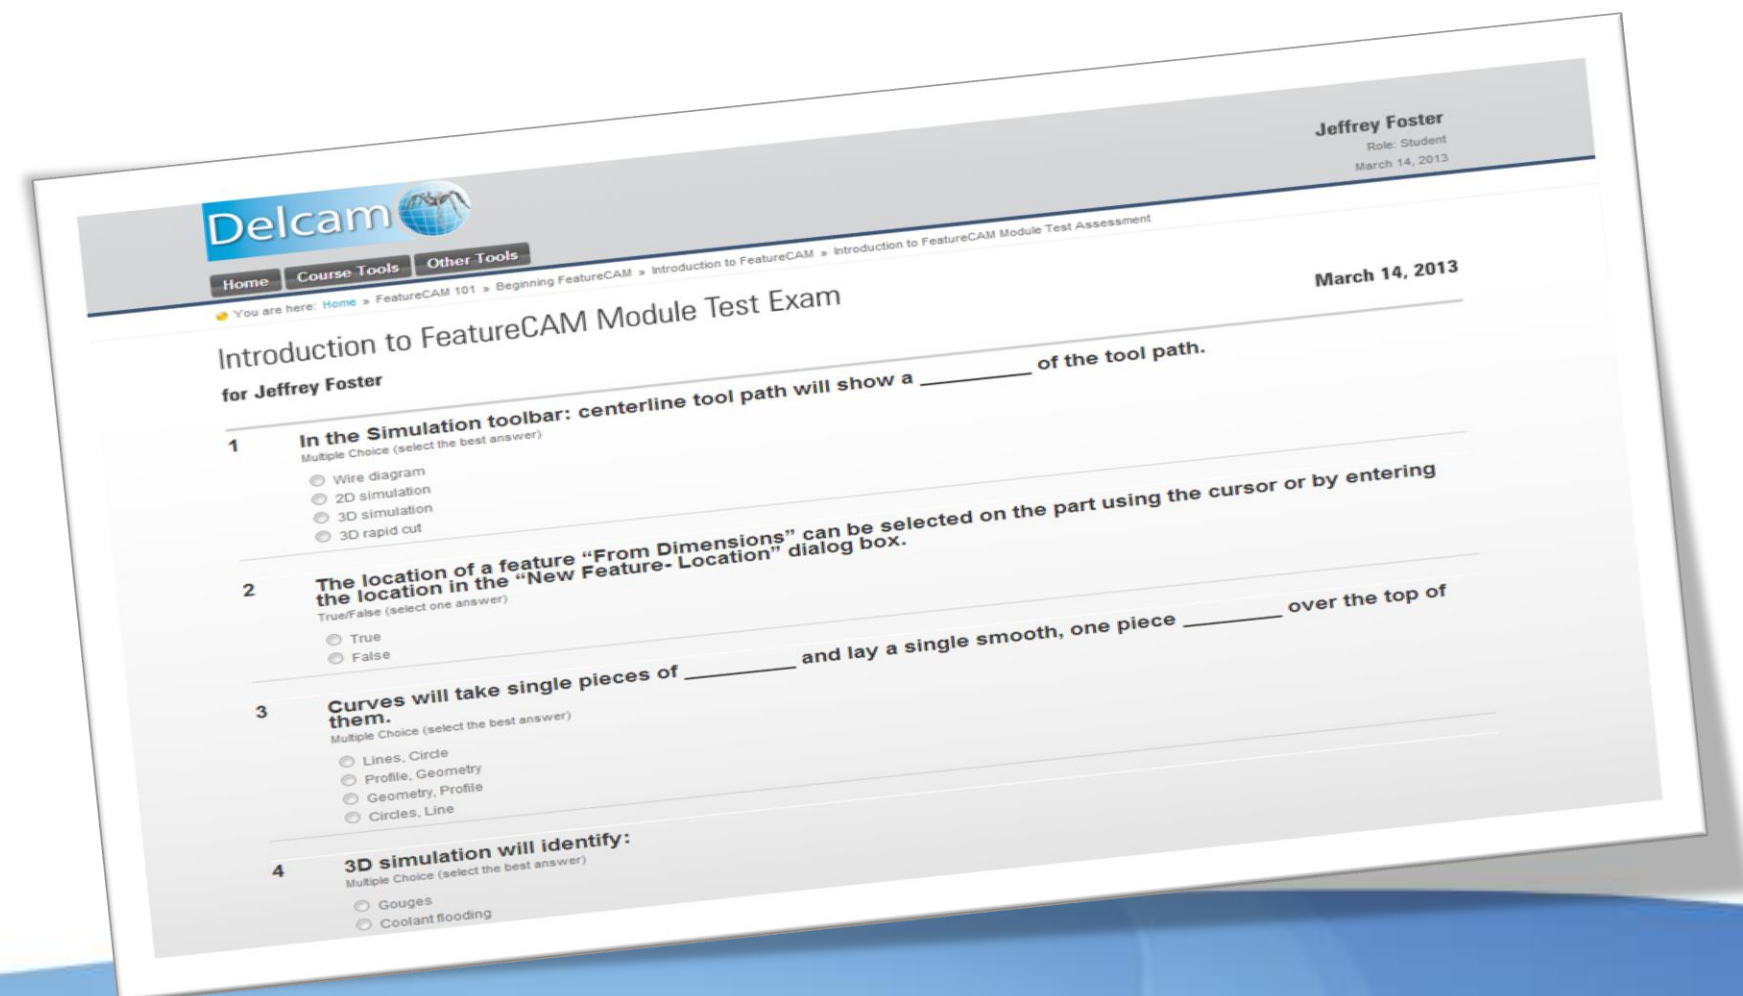 Delcam
Jeffrey Foster
Role: Student
March 14, 2013
Home Course Tools Other Tools
You are here: Home » FeatureCAM 101 » Beginning FeatureCAM » Introduction to FeatureCAM » Introduction to FeatureCAM Module Test Assessment
Introduction to FeatureCAM Module Test Exam
March 14, 2013
for Jeffrey Foster
1 In the Simulation toolbar: centerline tool path will show a __________ of the tool path.
Multiple Choice (select the best answer)
Wire diagram
2D simulation
3D simulation
3D rapid cut
2 The location of a feature “From Dimensions” can be selected on the part using the cursor or by entering
the location in the “New Feature- Location” dialog box.
True/False (select one answer)
True
False
3 Curves will take single pieces of __________ and lay a single smooth, one piece _________ over the top of
them.
Multiple Choice (select the best answer)
Lines, Circle
Profile, Geometry
Geometry, Profile
Circles, Line
4 3D simulation will identify:
Multiple Choice (select the best answer)
Gouges
Coolant flooding